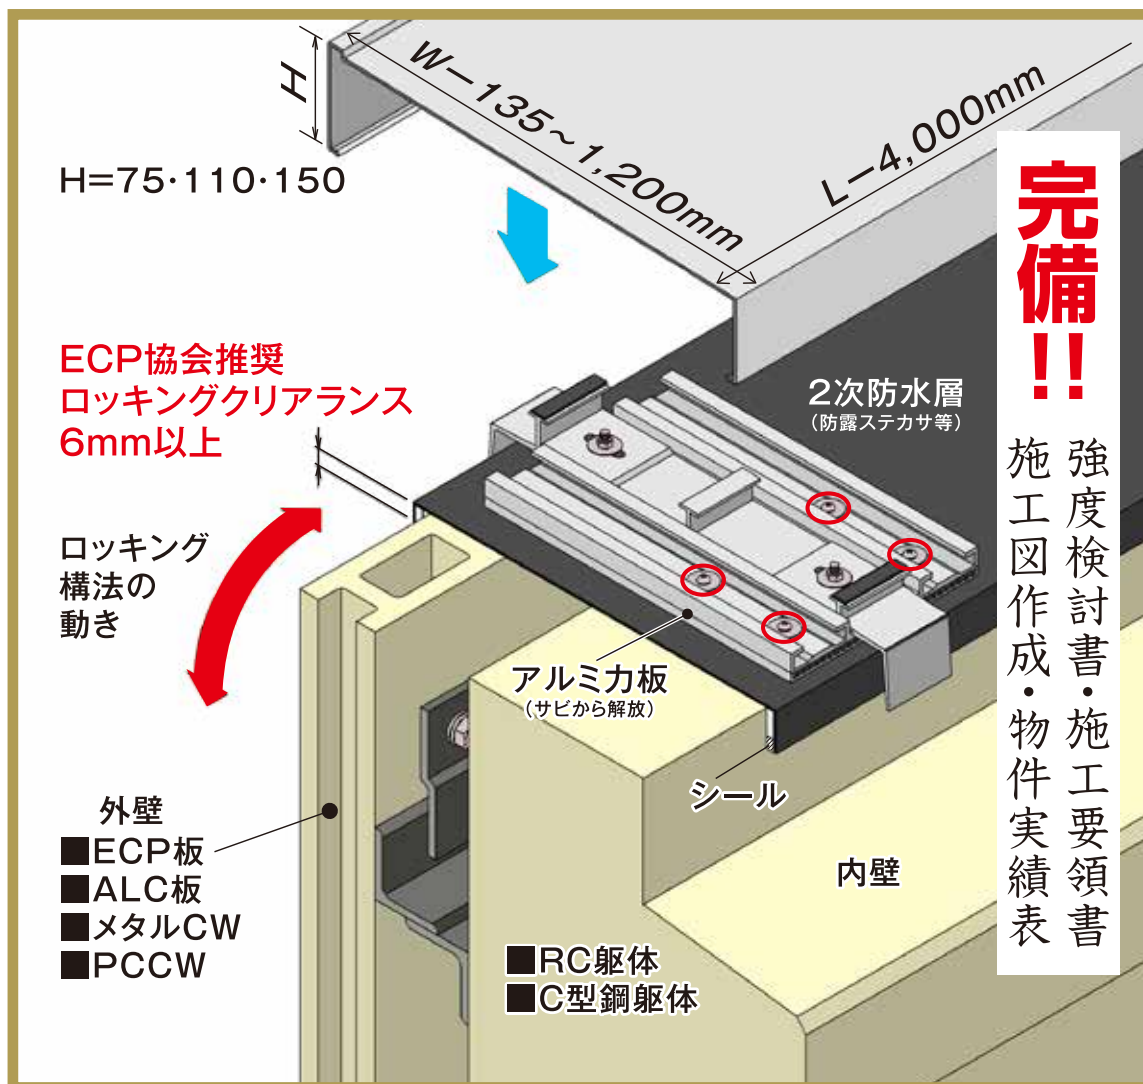 H
W－135～1,200mm
L－4,000mm
H=75･110･150
完備!!
強度検討書・施工要領書
施工図作成・物件実績表
ECP協会推奨
ロッキングクリアランス
6mm以上
2次防水層
（防露ステカサ等）
ロッキング
構法の
動き
アルミ力板
（サビから解放）
シール
外壁
■ECP板
■ALC板
■メタルCW
■PCCW
内壁
■RC躯体
■C型鋼躯体